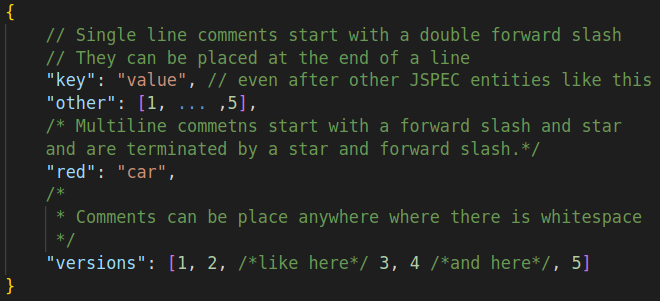 {
    // Single line comments start with a double forward slash
    // They can be placed at the end of a line
    "key": "value", // even after other JSPEC entities like this
    "other": [1, ... ,5],
    /* Multiline commetns start with a forward slash and star
    and are terminated by a star and forward slash.*/
    "red": "car",
    /*
     * Comments can be place anywhere where there is whitespace
     */
    "versions": [1, 2, /*like here*/ 3, 4 /*and here*/, 5]
}